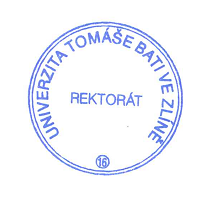 UNIVERZITA TOMÁŠE BATI VE ZLÍNĚ
REKTORÁT
16